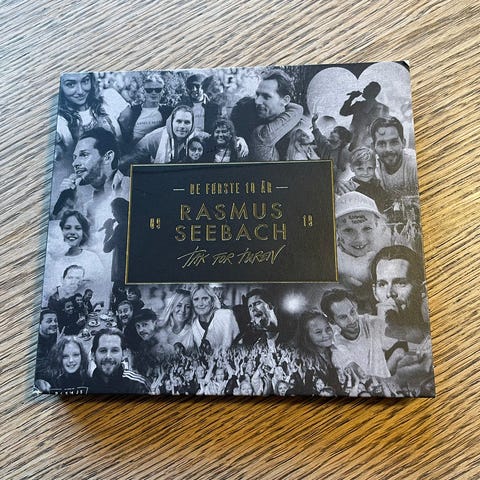 DE FØRSTE 10 ÅR
RASMUS
09 19
SEEBACH
TAK FOR TUREN